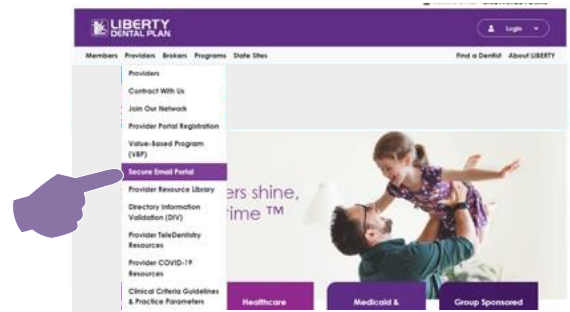 LIBERTY
DENTAL PLAN
Login
Members Providers Brokers Programs State Sites Find a Dentist About LIBERTY
Providers
Contract With Us
Join Our Network
Provider Portal Registration
Value-Based Program
(VBP)
Secure Email Portal
Provider Resource Library
ers shine,
Directory Information
Validation (DIV)
ime ™
Provider TeleDentistry
Resources
Provider COVID-19
Resources
Clinical Criteria Guidelines
& Practice Parameters
Healthcare
Medicaid &
Group Sponsored